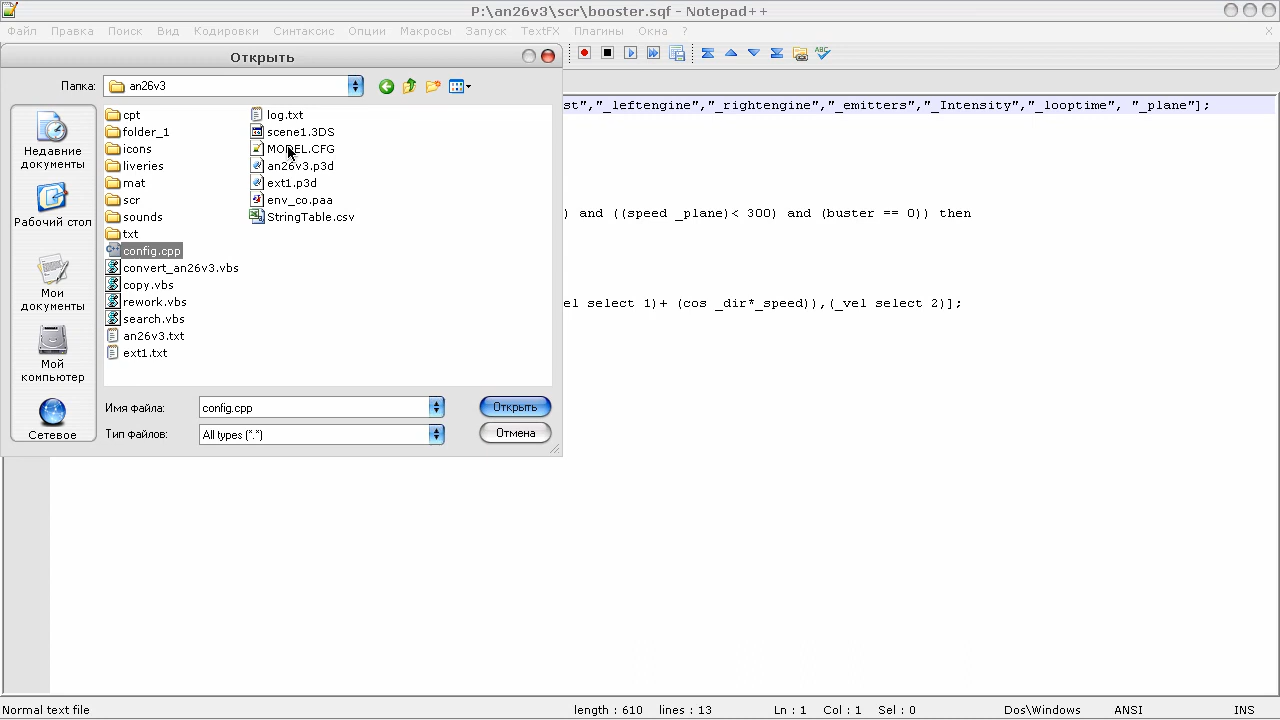 P:\an26v3\scr\booster.sqf - Notepad++
Файл Правка Поиск Вид Кодировки Синтаксис Опции Макросы Запуск TextFX Плагины Окна ? X
Открыть
Папка: an26v3
st","_leftengine","_rightengine","_emitters","_Intensity","_looptime", "_plane"];
) and ((speed _plane)< 300) and (buster == 0)) then
el select 1)+ (cos _dir*_speed)),(_vel select 2)];
Недавние документы
Рабочий стол
Мои документы
Мой компьютер
Сетевое
cpt
folder_1
icons
liveries
mat
scr
sounds
txt
config.cpp
convert_an26v3.vbs
copy.vbs
rework.vbs
search.vbs
an26v3.txt
ext1.txt
log.txt
scene1.3DS
MODEL.CFG
an26v3.p3d
ext1.p3d
env_co.paa
StringTable.csv
Имя файла: config.cpp Открыть
Тип файлов: All types (*.*) Отмена
Normal text file length : 610 lines : 13 Ln : 1 Col : 1 Sel : 0 Dos\Windows ANSI INS